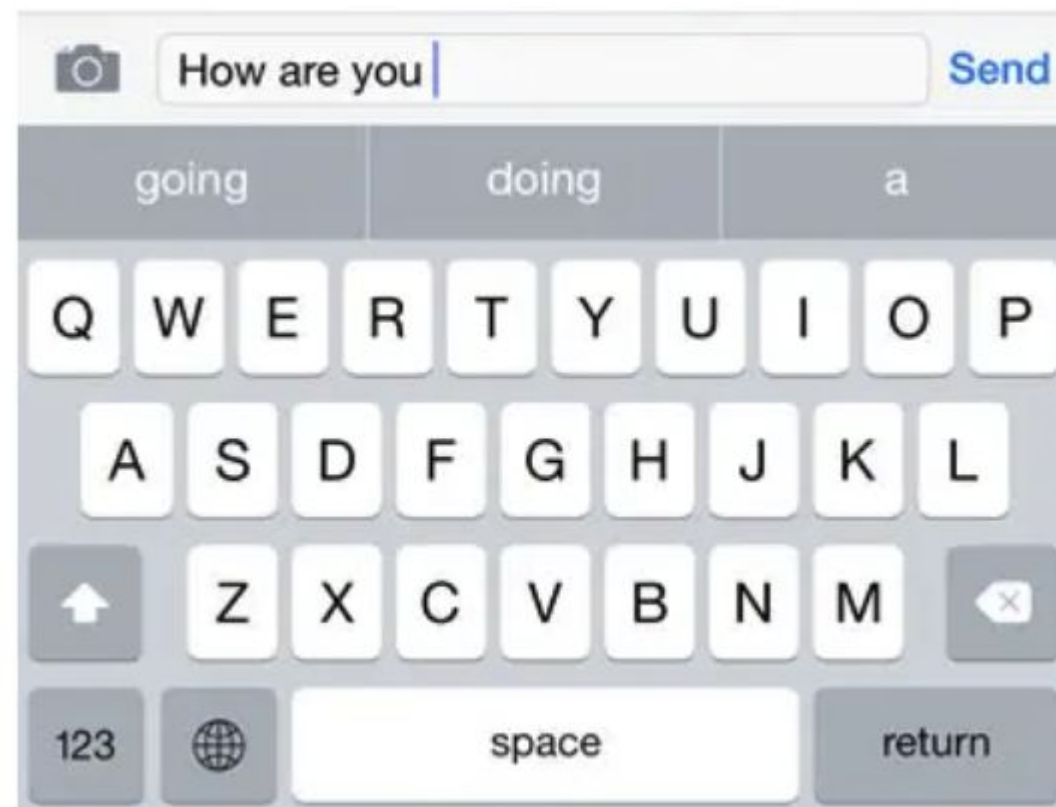 How are you Send
going doing a
Q W E R T Y U I O P
A S D F G H J K L
Z X C V B N M
123 space return